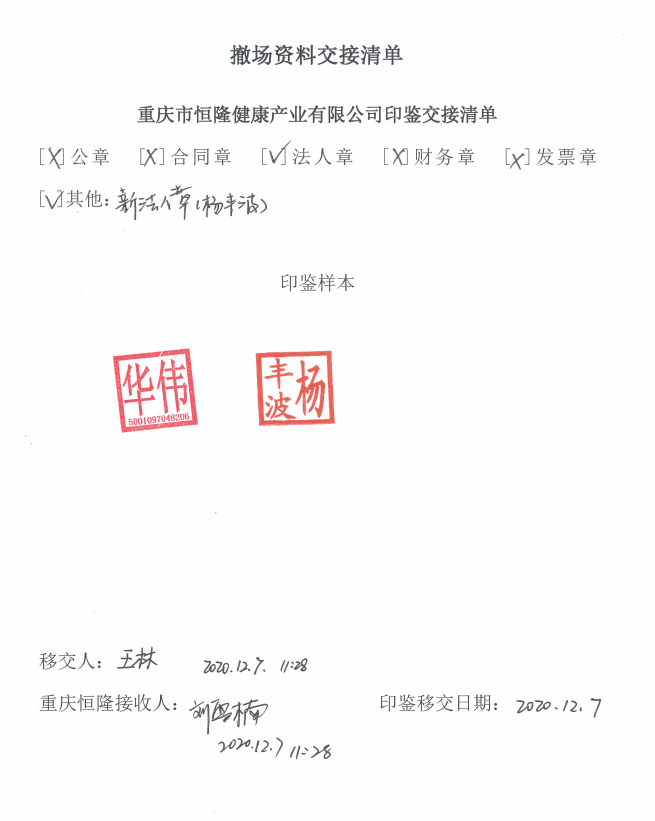 撤场资料交接清单
重庆市恒隆健康产业有限公司印鉴交接清单
[X]公章 [X]合同章 [√]法人章 [X]财务章 [X]发票章
[√]其他：新法人章（杨丰波）
印鉴样本
华伟
5001097048206
杨丰波
移交人：王林 2020.12.7. 11:28
重庆恒隆接收人：刘 楠 印鉴移交日期：2020.12.7
2020.12.7 11:28